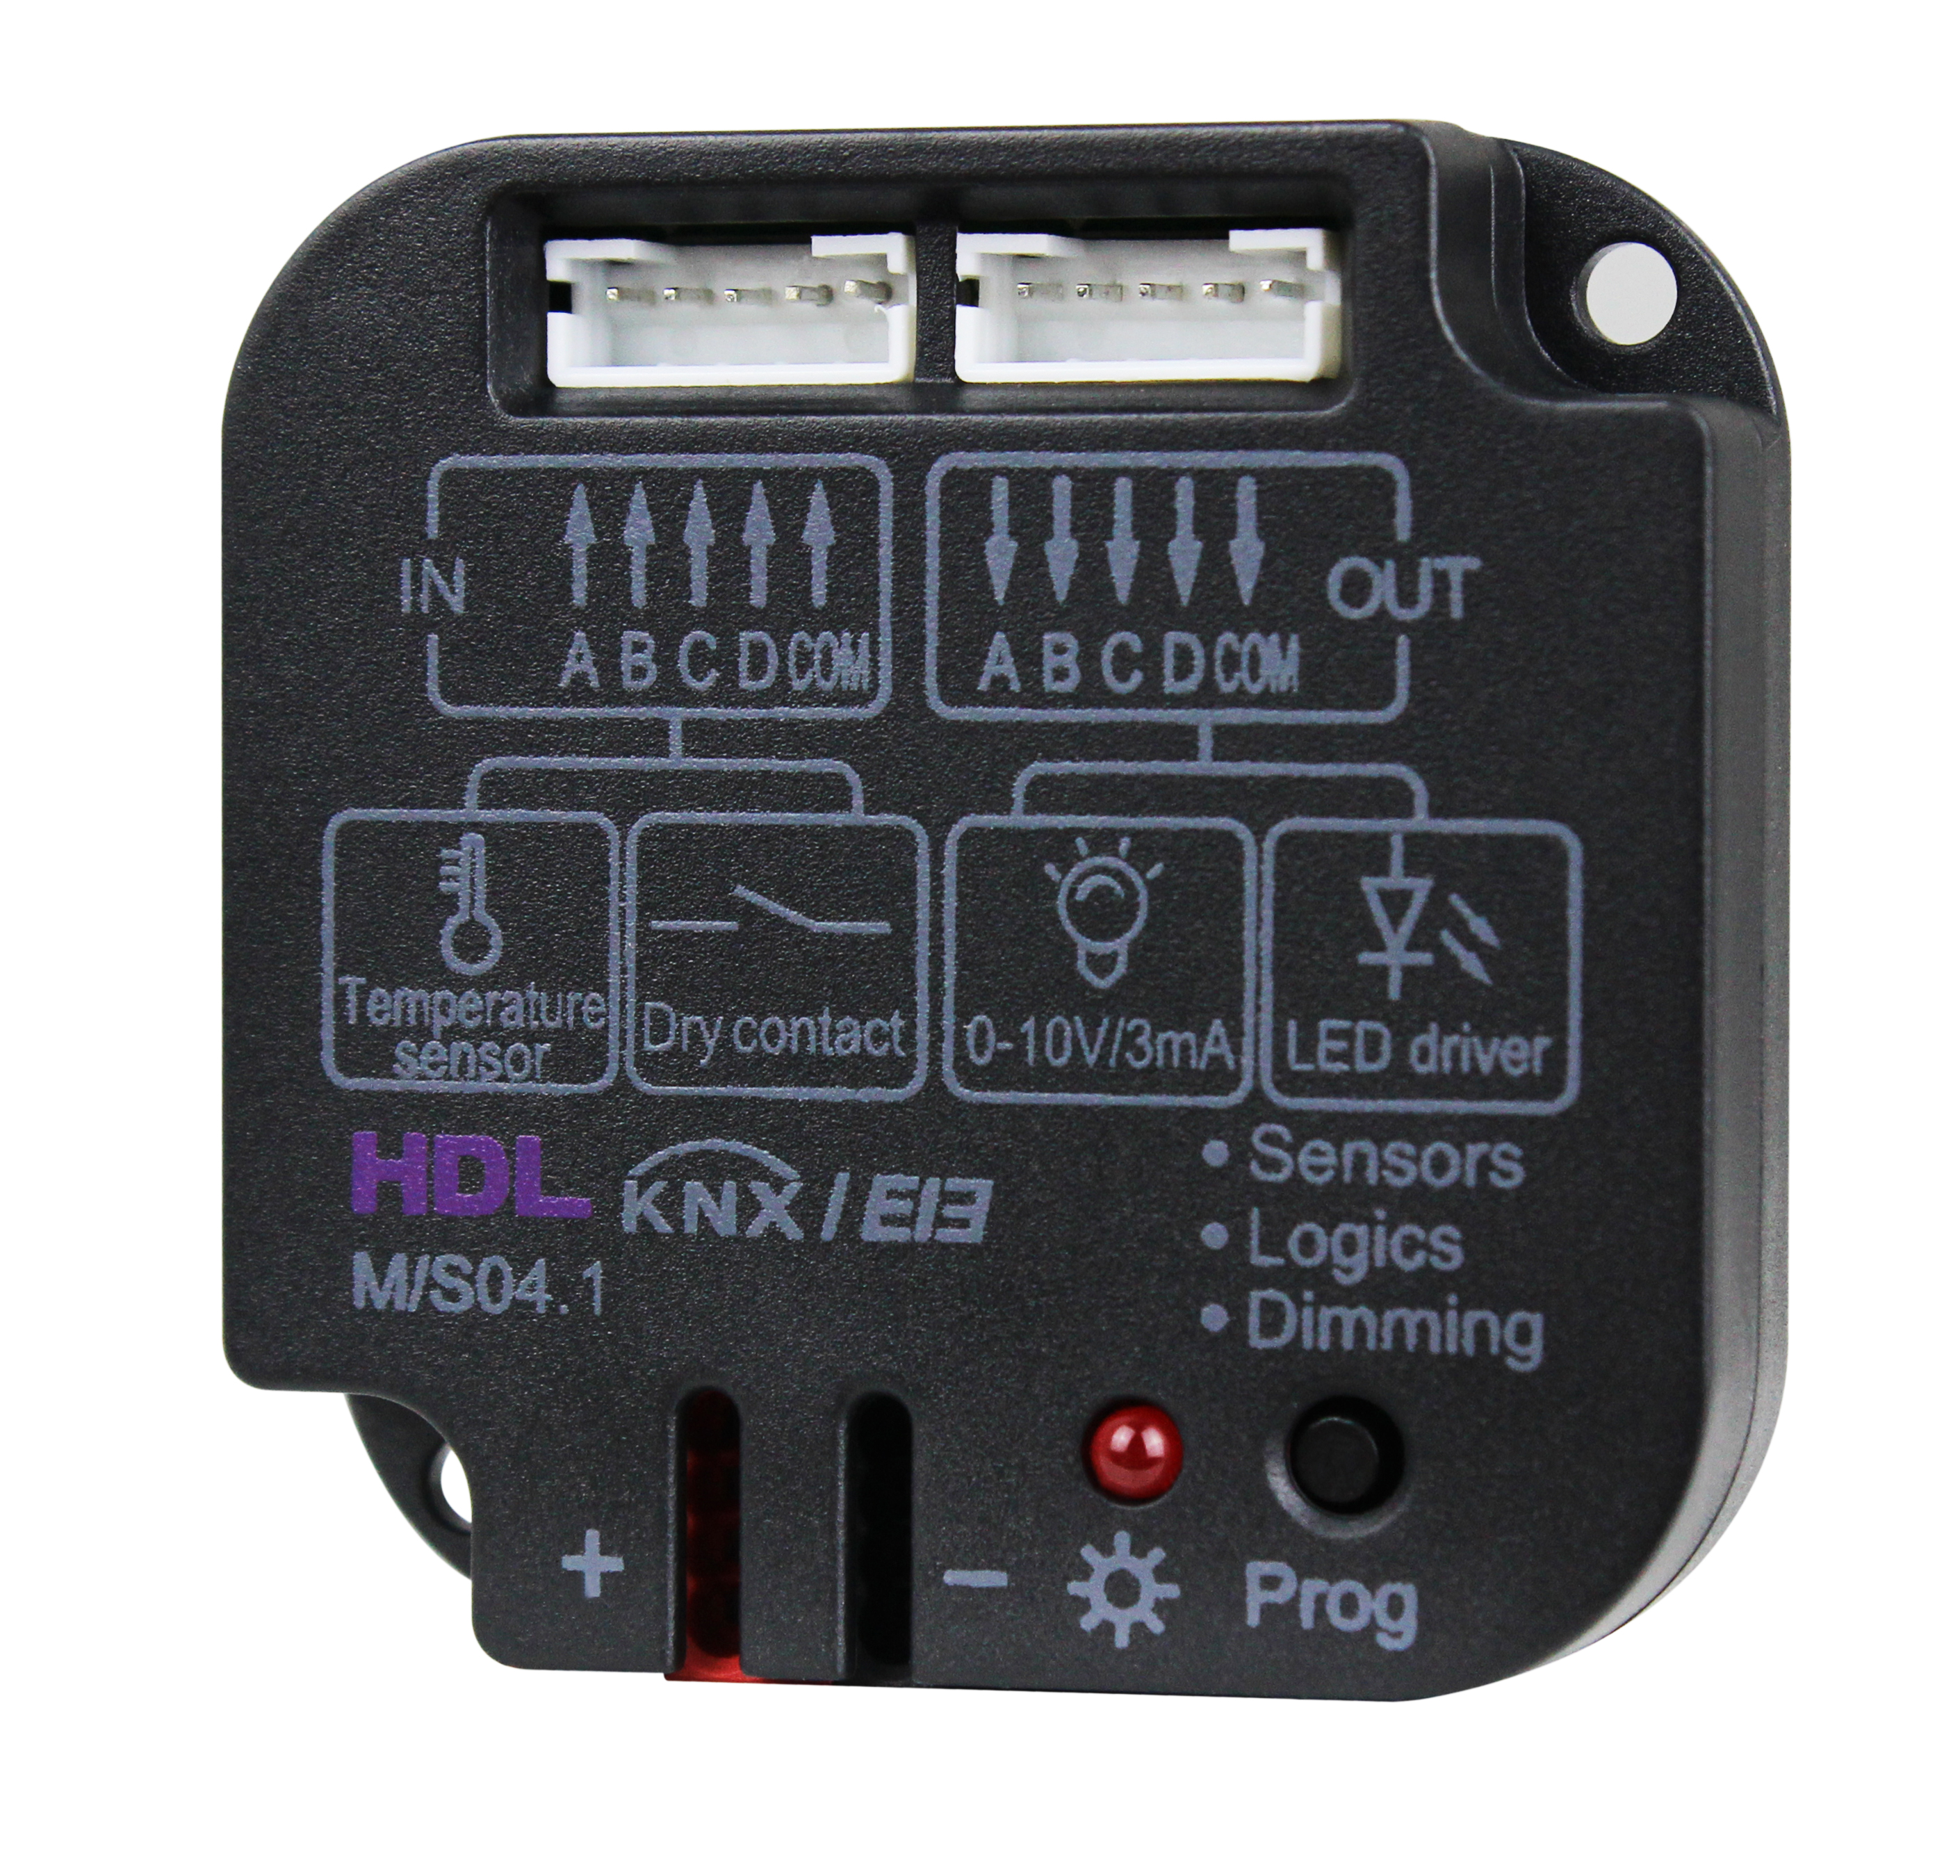 IN
A B C D COM
A B C D COM
OUT
Temperature
sensor
Dry contact
0-10V/3mA
LED driver
HDL KNX / EIB
M/S04.1
• Sensors
• Logics
• Dimming
+
−
Prog